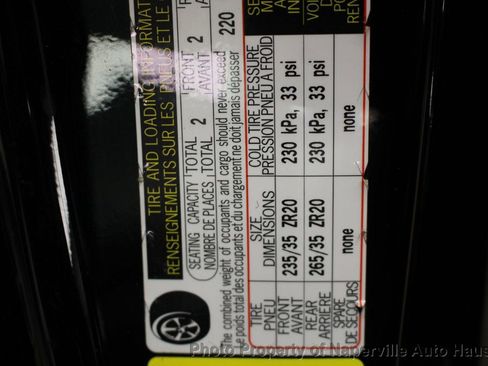 TIRE AND LOADING INFORMAT
RENSEIGNEMENTS SUR LES PNEUS ET LE
SEATING CAPACITY TOTAL 2 FRONT 2
NOMBRE DE PLACES TOTAL AVANT
The combined weight of occupants and cargo should never exceed 220
Le poids total des occupants et du chargement ne doit jamais dépasser
TIRE SIZE COLD TIRE PRESSURE
PNEU DIMENSIONS PRESSION PNEU À FROID
FRONT 235/35 ZR20 230 kPa, 33 psi
AVANT
REAR 265/35 ZR20 230 kPa, 33 psi
ARRIÈRE
SPARE none none
DE SECOURS
Photo Property of Naperville Auto Haus